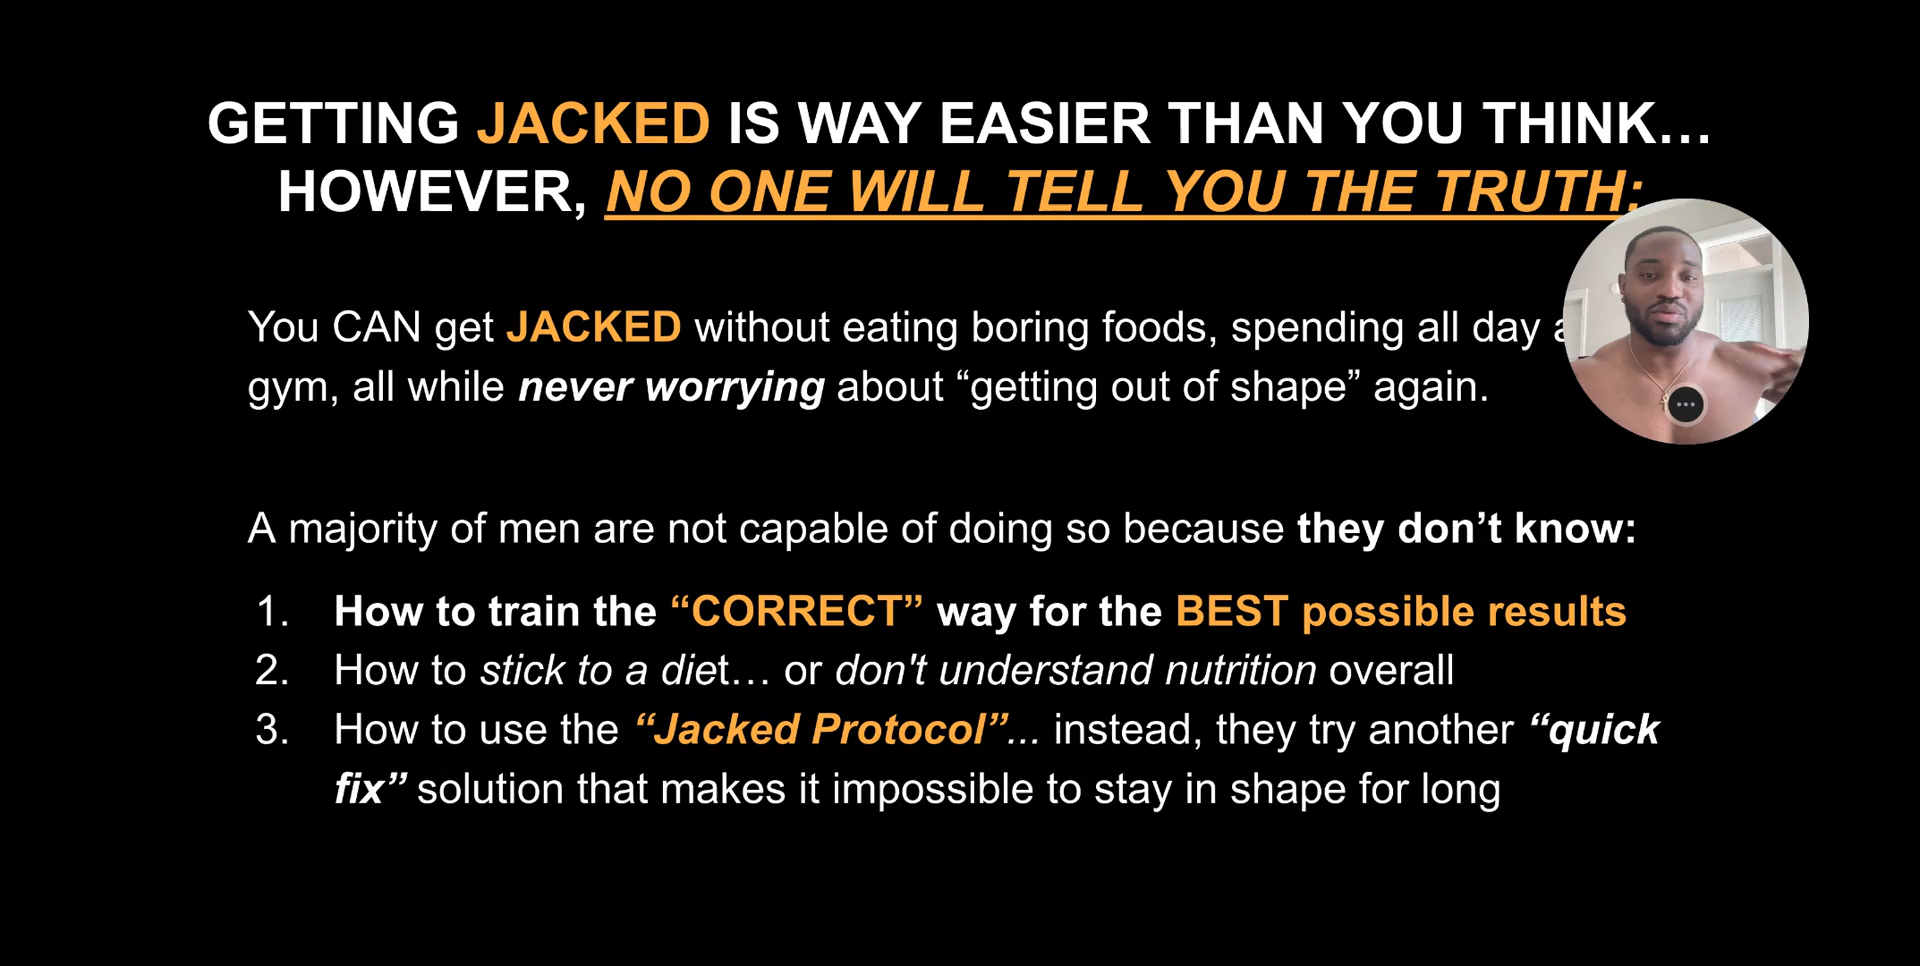 GETTING JACKED IS WAY EASIER THAN YOU THINK…
HOWEVER, NO ONE WILL TELL YOU THE TRUTH:
You CAN get JACKED without eating boring foods, spending all day
gym, all while never worrying about “getting out of shape” again.
A majority of men are not capable of doing so because they don’t know:
1. How to train the “CORRECT” way for the BEST possible results
2. How to stick to a diet… or don't understand nutrition overall
3. How to use the “Jacked Protocol”... instead, they try another “quick
fix” solution that makes it impossible to stay in shape for long